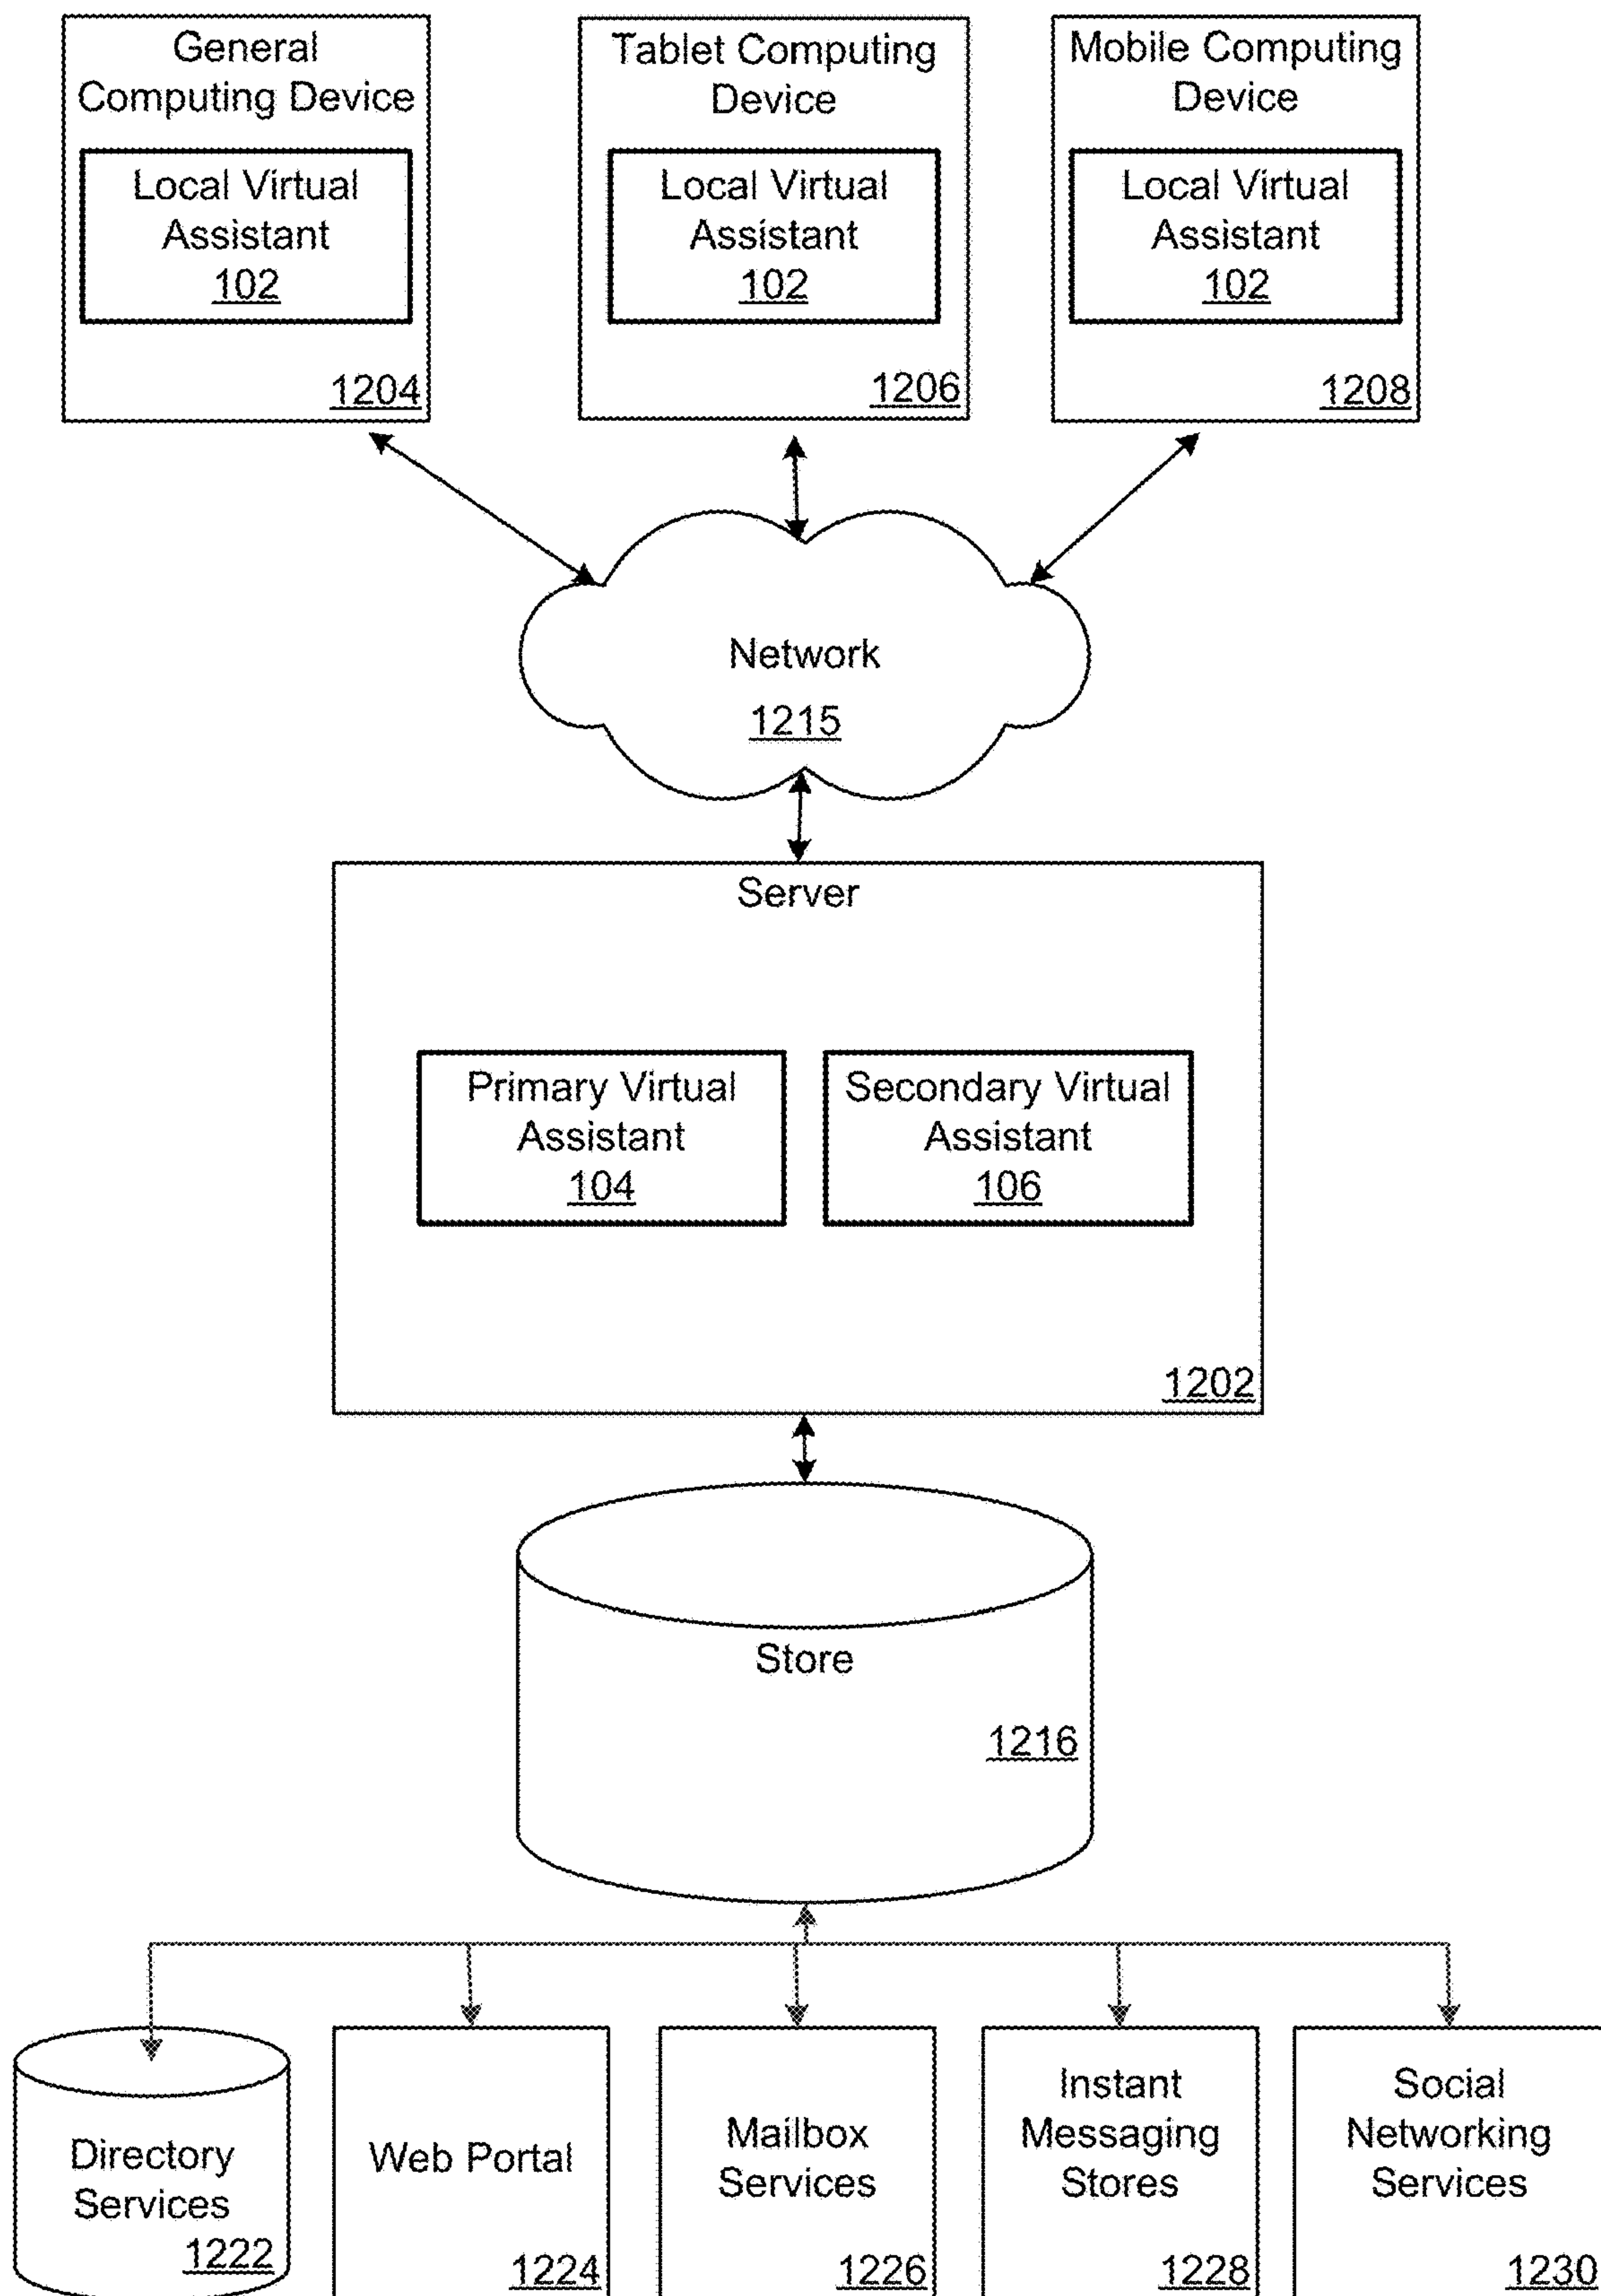 General
Computing Device
Local Virtual
Assistant
102
1204
Tablet Computing
Device
Local Virtual
Assistant
102
1206
Mobile Computing
Device
Local Virtual
Assistant
102
1208
Network
1215
Server
Primary Virtual
Assistant
104
Secondary Virtual
Assistant
106
1202
Store
1216
Directory
Services
1222
Web Portal
1224
Mailbox
Services
1226
Instant
Messaging
Stores
1228
Social
Networking
Services
1230